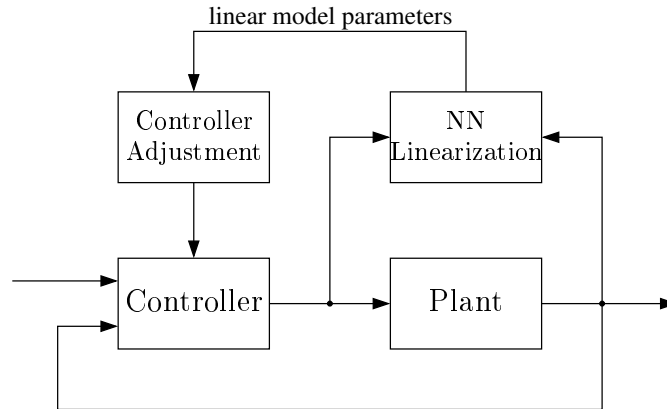 linear model parameters
Controller
Adjustment
NN
Linearization
Controller
Plant